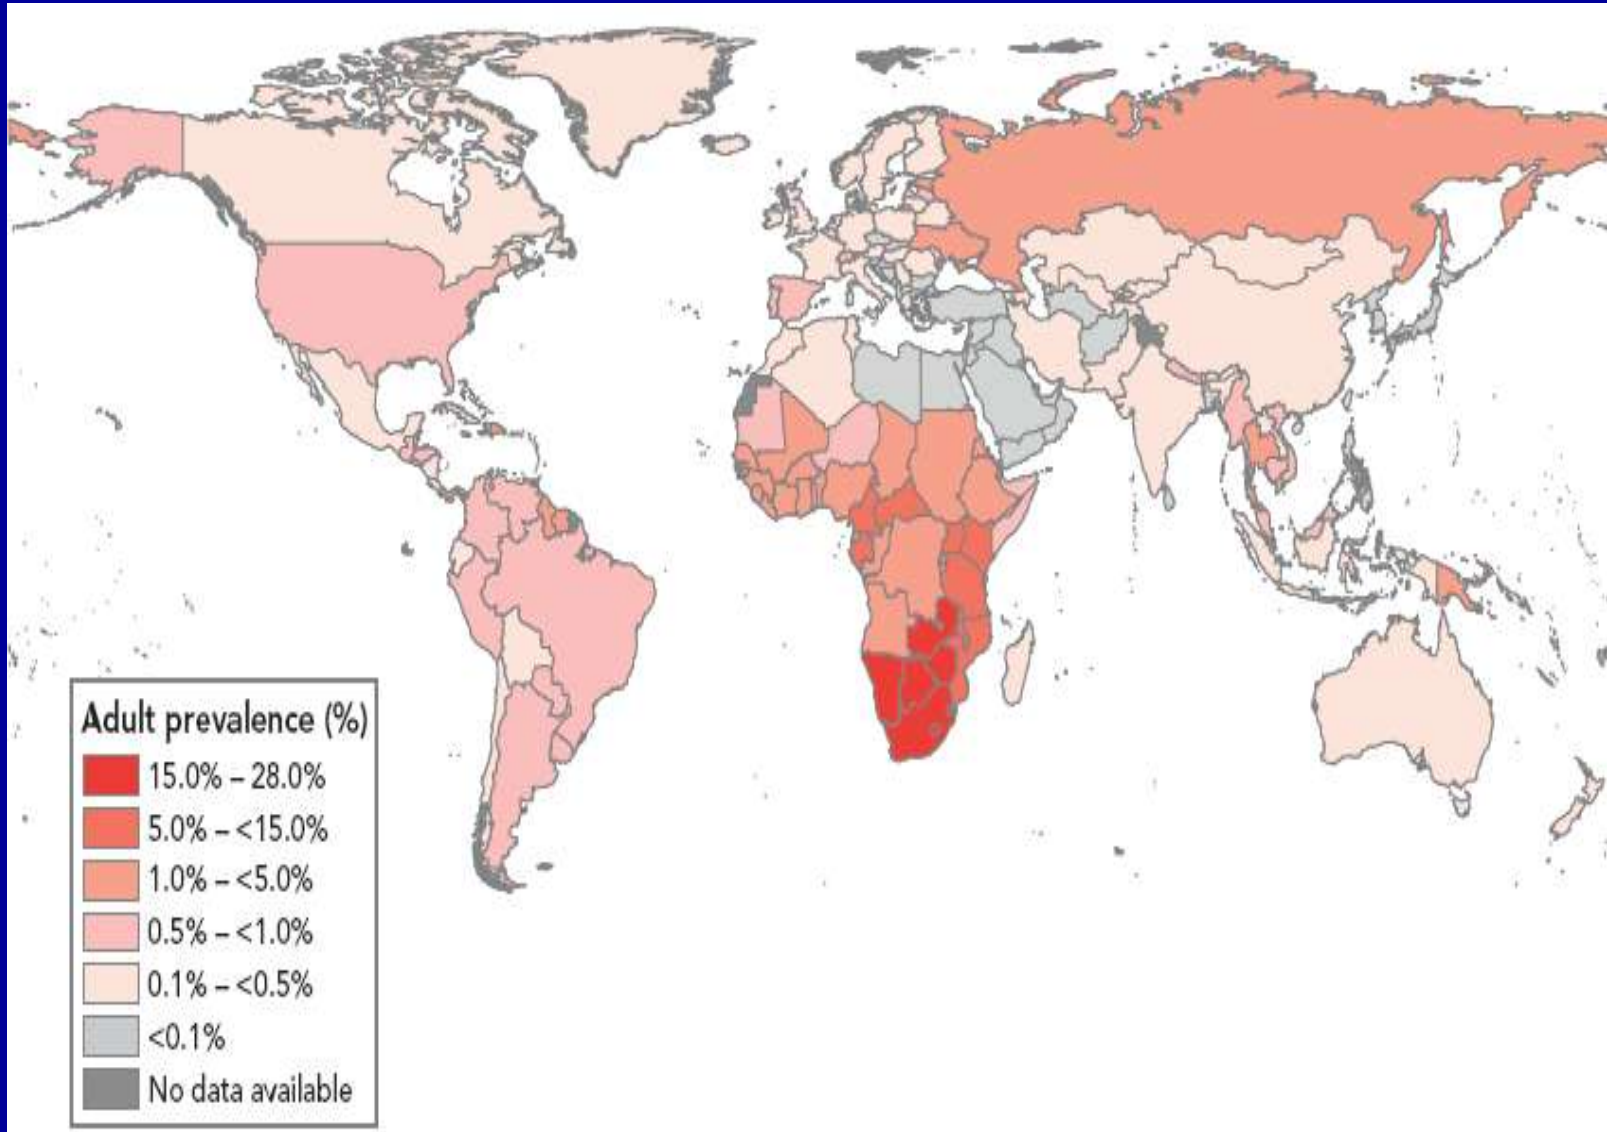 Adult prevalence (%)
15.0% – 28.0%
5.0% – <15.0%
1.0% – <5.0%
0.5% – <1.0%
0.1% – <0.5%
<0.1%
No data available